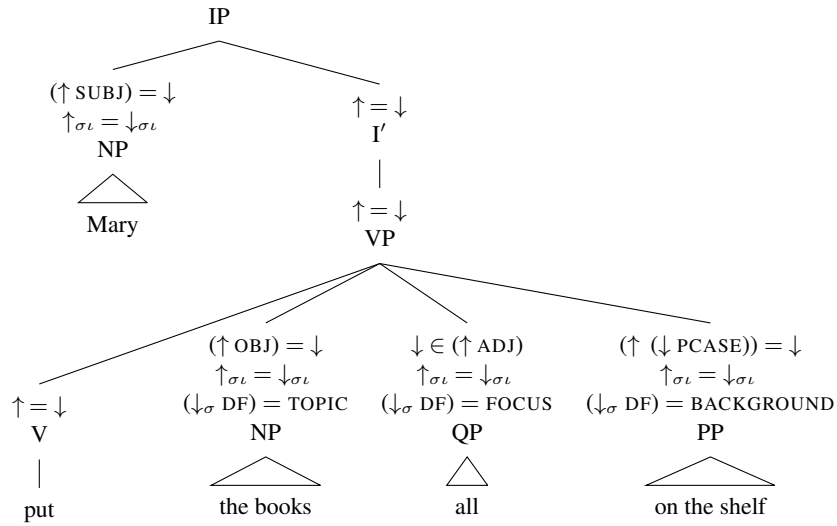 IP
(↑ SUBJ) = ↓
↑σι = ↓σι
NP
Mary
↑ = ↓
I′
↑ = ↓
VP
↑ = ↓
V
put
(↑ OBJ) = ↓
↑σι = ↓σι
(↓σ DF) = TOPIC
NP
the books
↓ ∈ (↑ ADJ)
↑σι = ↓σι
(↓σ DF) = FOCUS
QP
all
(↑ (↓ PCASE)) = ↓
↑σι = ↓σι
(↓σ DF) = BACKGROUND
PP
on the shelf